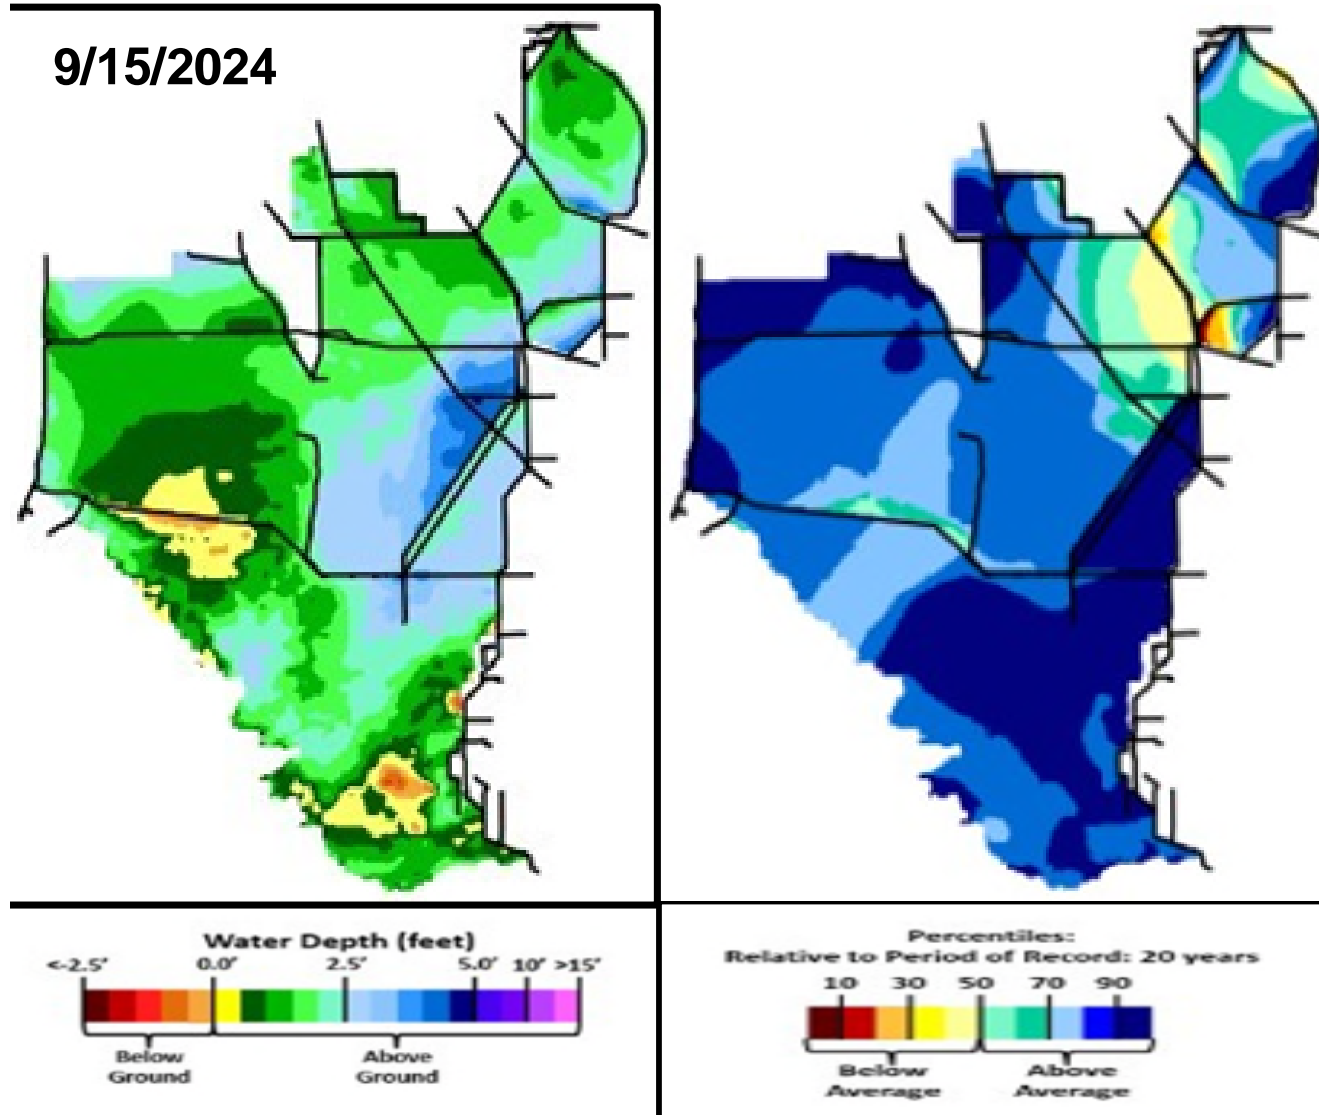 9/15/2024
Water Depth (feet)
<-2.5' 0.0' 2.5' 5.0' 10' >15'
Below
Ground
Above
Ground
Percentiles:
Relative to Period of Record: 20 years
10 30 50 70 90
Below
Average
Above
Average